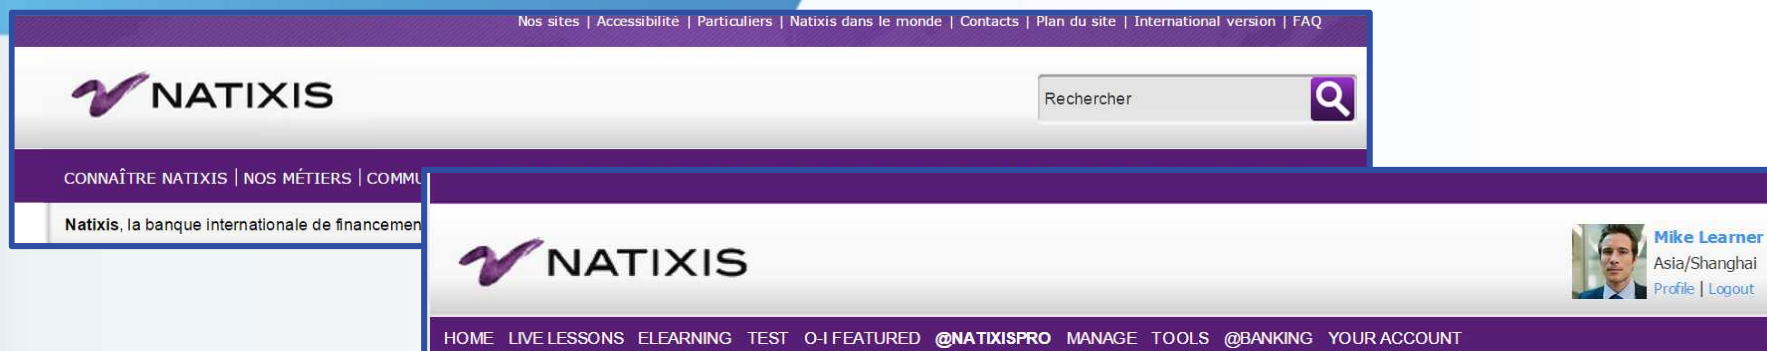 Nos sites | Accessibilité | Particuliers | Natixis dans le monde | Contacts | Plan du site | International version | FAQ
NATIXIS
Rechercher
CONNAÎTRE NATIXIS | NOS MÉTIERS |
Natixis, la banque internationale de
NATIXIS
Mike Learner
Asia/Shanghai
Profile | Logout
HOME LIVE LESSONS ELEARNING TEST O-I FEATURED @NATIXISPRO MANAGE TOOLS @BANKING YOUR ACCOUNT